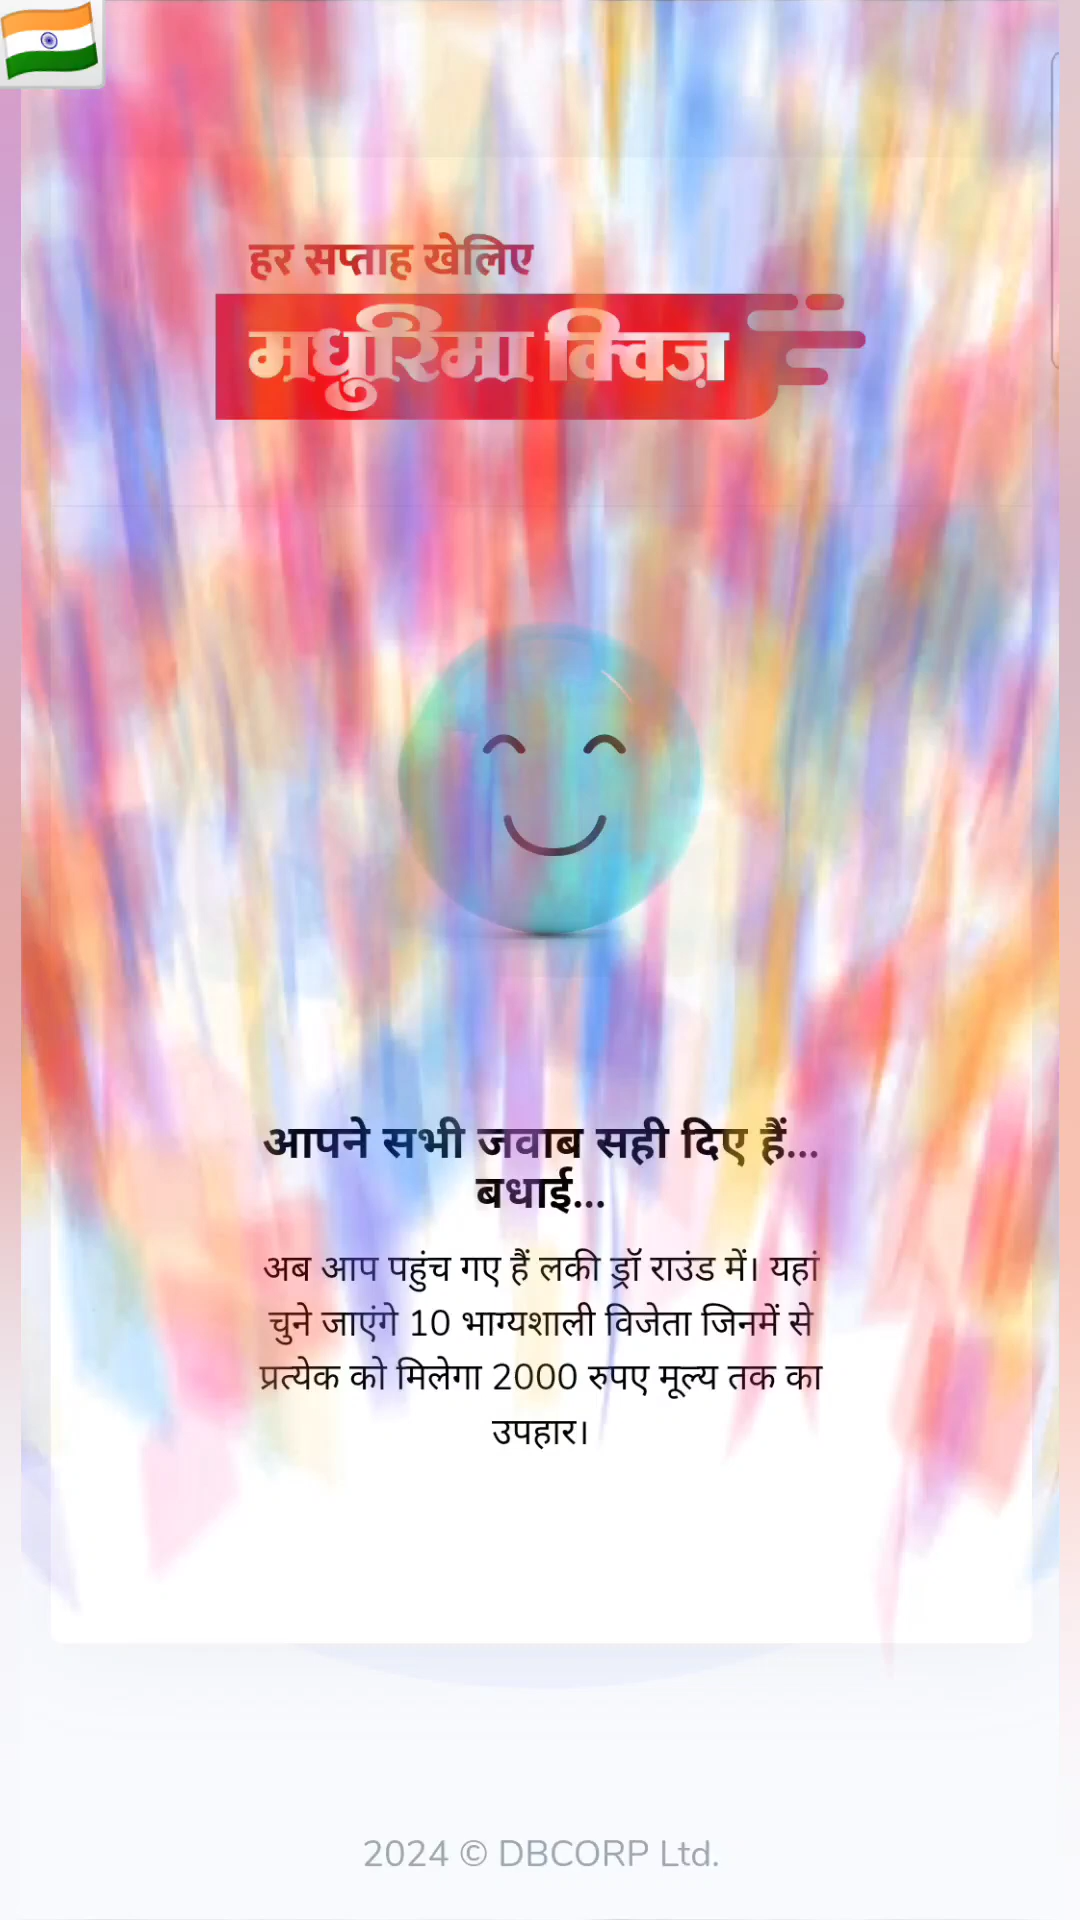 हर सप्ताह खेलिए
मधुरिमा क्विज़
आपने सभी जवाब सही दिए हैं...
बधाई...
अब आप पहुंच गए हैं लकी ड्रॉ राउंड में। यहां
चुने जाएंगे 10 भाग्यशाली विजेता जिनमें से
प्रत्येक को मिलेगा 2000 रुपए मूल्य तक का
उपहार।
2024 © DBCORP Ltd.